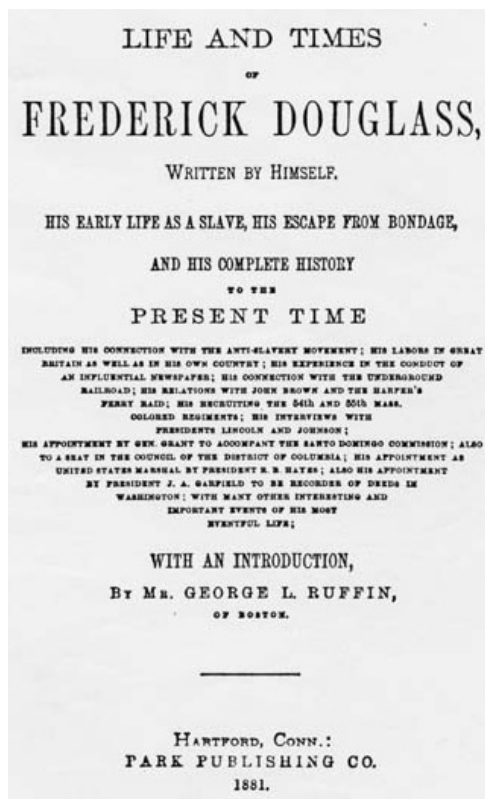 LIFE AND TIMES
OF
FREDERICK DOUGLASS,
WRITTEN BY HIMSELF.
HIS EARLY LIFE AS A SLAVE, HIS ESCAPE FROM BONDAGE,
AND HIS COMPLETE HISTORY
TO THE
PRESENT TIME
INCLUDING HIS CONNECTION WITH THE ANTI-SLAVERY MOVEMENT; HIS LABORS IN GREAT
BRITAIN AS WELL AS IN HIS OWN COUNTRY; HIS EXPERIENCE IN THE CONDUCT OF
AN INFLUENTIAL NEWSPAPER; HIS CONNECTION WITH THE UNDERGROUND
RAILROAD; HIS RELATIONS WITH JOHN BROWN AND THE HARPER'S
FERRY RAID; HIS RECRUITING THE 54th AND 55th MASS.
COLORED REGIMENTS; HIS INTERVIEWS WITH
PRESIDENTS LINCOLN AND JOHNSON;
HIS APPOINTMENT BY GEN. GRANT TO ACCOMPANY THE SANTO DOMINGO COMMISSION; ALSO
TO A SEAT IN THE COUNCIL OF THE DISTRICT OF COLUMBIA; HIS APPOINTMENT AS
UNITED STATES MARSHAL BY PRESIDENT R. B. HAYES; ALSO HIS APPOINTMENT
BY PRESIDENT J. A. GARFIELD TO BE RECORDER OF DEEDS IN
WASHINGTON; WITH MANY OTHER INTERESTING AND
IMPORTANT EVENTS OF HIS MOST
EVENTFUL LIFE;
WITH AN INTRODUCTION,
BY MR. GEORGE L. RUFFIN,
OF BOSTON.
HARTFORD, CONN.:
PARK PUBLISHING CO.
1881.